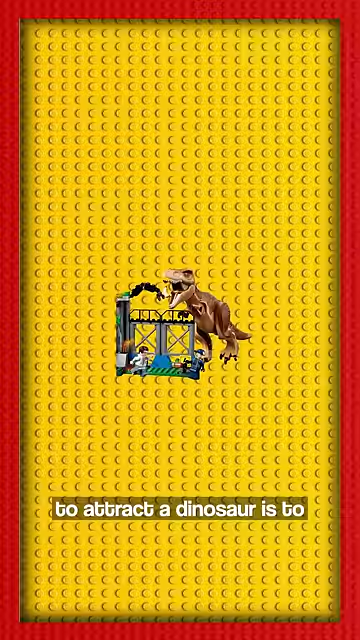 to attract a dinosaur is to